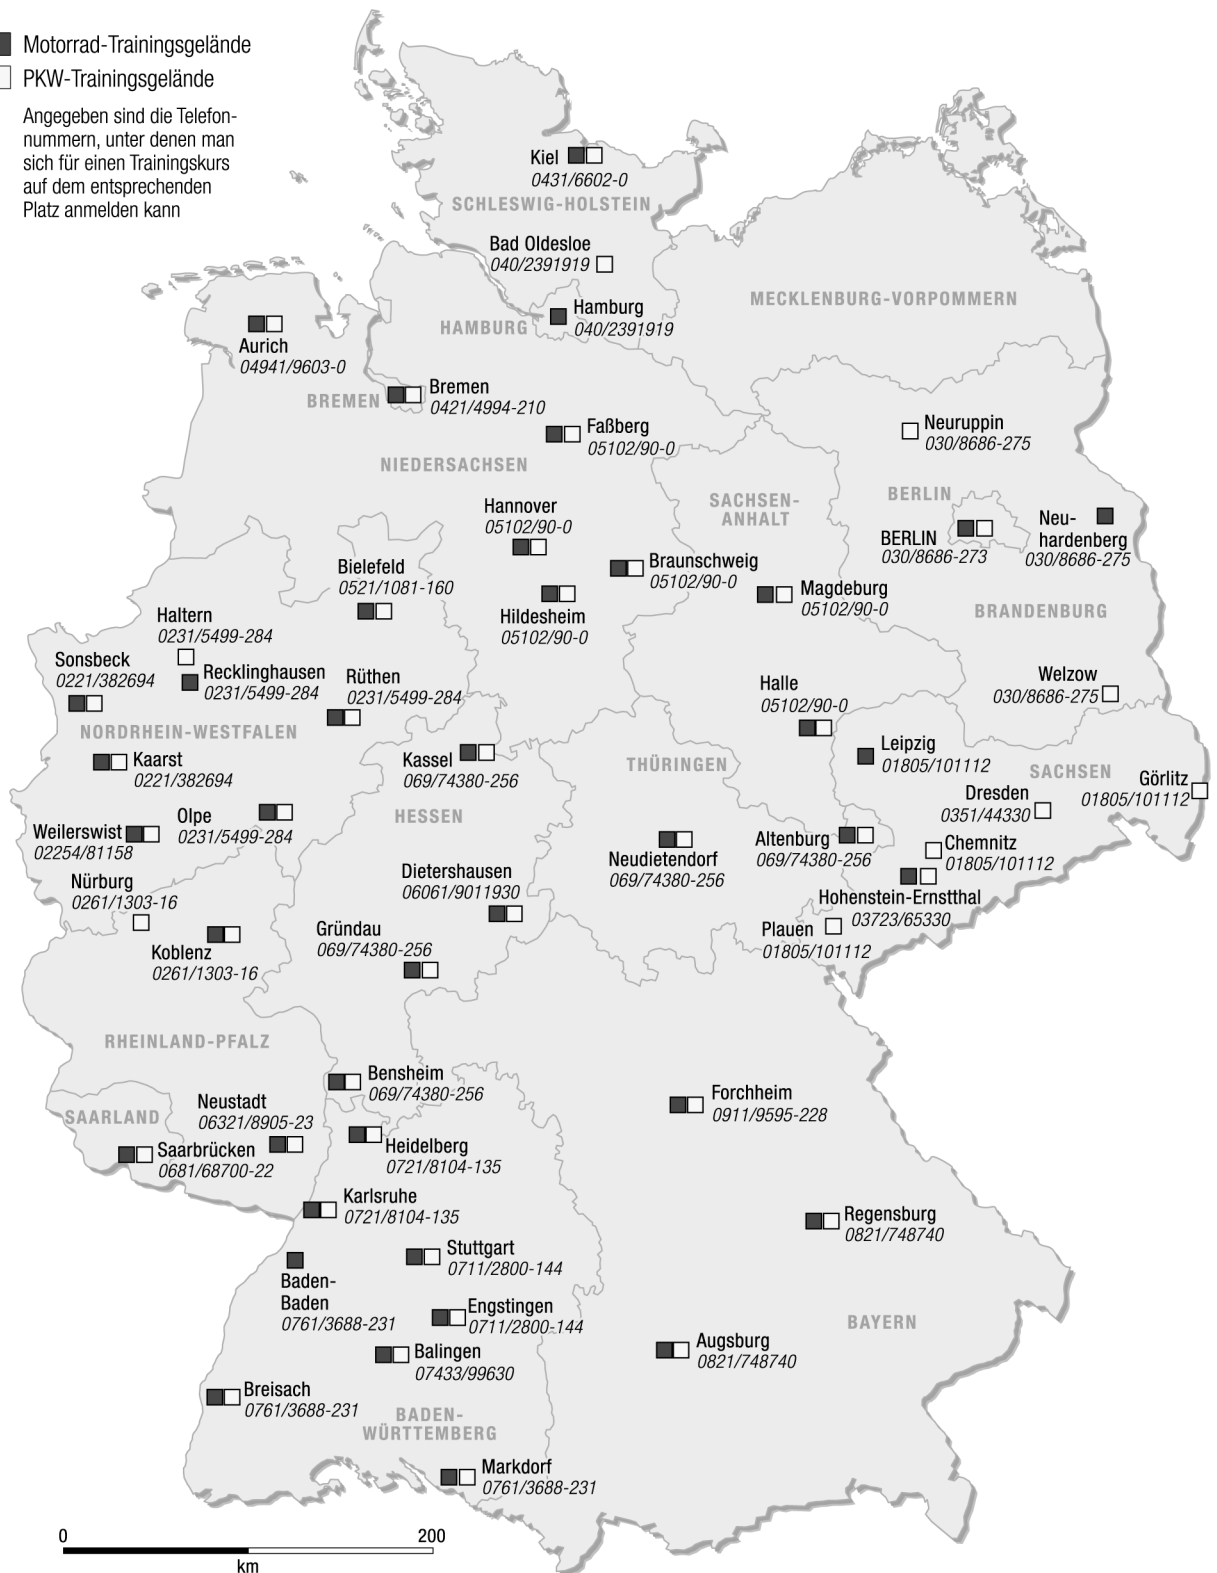 Motorrad-Trainingsgelände
PKW-Trainingsgelände
Angegeben sind die Telefon-
nummern, unter denen man
sich für einen Trainingskurs
auf dem entsprechenden
Platz anmelden kann
Kiel
0431/6602-0
SCHLESWIG-HOLSTEIN
Bad Oldesloe
040/2391919
MECKLENBURG-VORPOMMERN
Hamburg
040/2391919
HAMBURG
Aurich
04941/9603-0
BREMEN
Bremen
0421/4994-210
Faßberg
05102/90-0
Neuruppin
030/8686-275
NIEDERSACHSEN
Hannover
05102/90-0
SACHSEN-
ANHALT
BERLIN
BERLIN
030/8686-273
Neu-
hardenberg
030/8686-275
Bielefeld
0521/1081-160
Braunschweig
05102/90-0
Magdeburg
05102/90-0
Hildesheim
05102/90-0
BRANDENBURG
Haltern
0231/5499-284
Sonsbeck
0221/382694
Recklinghausen
0231/5499-284
Rüthen
0231/5499-284
Halle
05102/90-0
Welzow
030/8686-275
NORDRHEIN-WESTFALEN
Kaarst
0221/382694
Kassel
069/74380-256
THÜRINGEN
Leipzig
01805/101112
SACHSEN
Görlitz
01805/101112
Dresden
0351/44330
Olpe
0231/5499-284
HESSEN
Weilerswist
02254/81158
Altenburg
069/74380-256
Chemnitz
01805/101112
Neudietendorf
069/74380-256
Dietershausen
06061/9011930
Nürburg
0261/1303-16
Hohenstein-Ernstthal
03723/65330
Plauen
01805/101112
Gründau
069/74380-256
Koblenz
0261/1303-16
RHEINLAND-PFALZ
Bensheim
069/74380-256
Forchheim
0911/9595-228
SAARLAND
Neustadt
06321/8905-23
Saarbrücken
0681/68700-22
Heidelberg
0721/8104-135
Karlsruhe
0721/8104-135
Regensburg
0821/748740
Stuttgart
0711/2800-144
Baden-
Baden
0761/3688-231
Engstingen
0711/2800-144
BAYERN
Augsburg
0821/748740
Balingen
07433/99630
Breisach
0761/3688-231
BADEN-
WÜRTTEMBERG
Markdorf
0761/3688-231
0 200
km